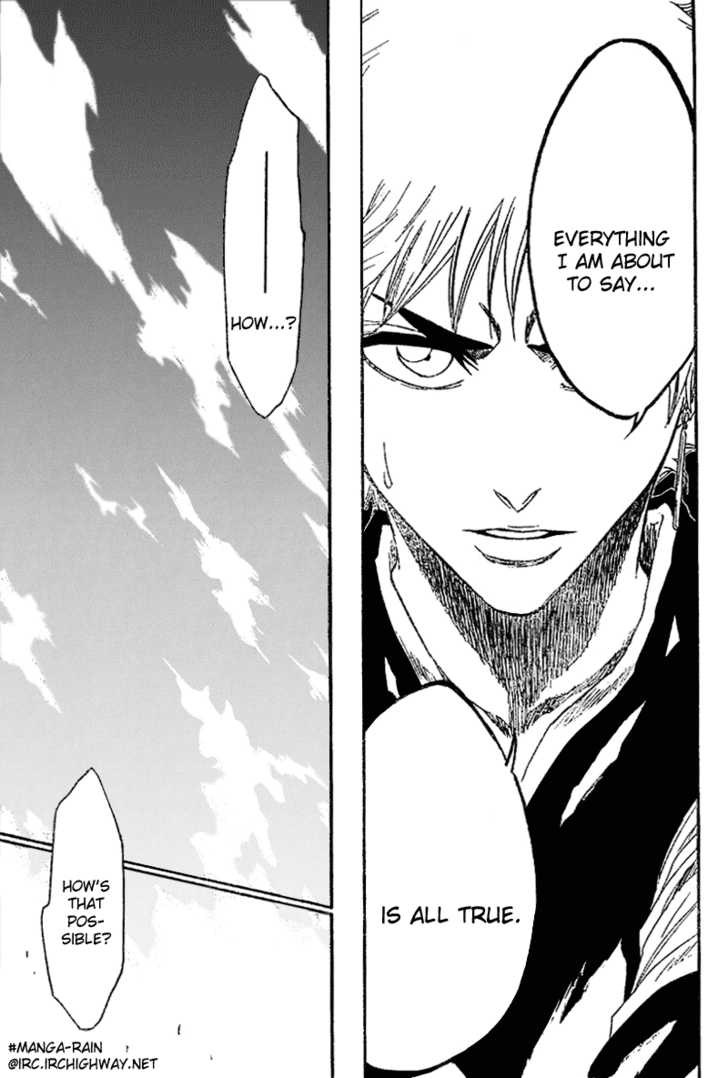 EVERYTHING
I AM ABOUT
TO SAY...
IS ALL TRUE.
HOW...?
HOW'S
THAT
POS-
SIBLE?
#MANGA-RAIN
@IRC.IRCHIGHWAY.NET